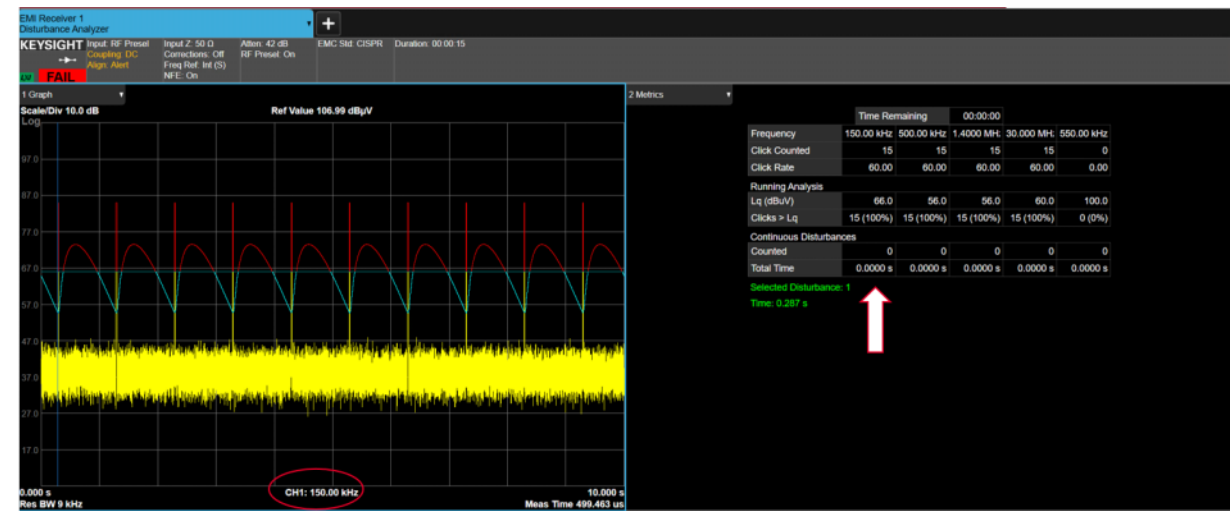 EMI Receiver 1
Disturbance Analyzer
+
KEYSIGHT Input: RF Presel Input Z: 50 Ω Atten: 42 dB EMC Std: CISPR Duration: 00:00:15
Coupling: DC Corrections: Off RF Presel: On
Align: Alert Freq Ref: Int (S)
FAIL NFE: On
1 Graph
2 Metrics
Scale/Div 10.0 dB Ref Value 106.99 dBµV
Log
97.0
87.0
77.0
67.0
57.0
47.0
37.0
27.0
17.0
0.000 s CH1: 150.00 kHz 10.000 s
Res BW 9 kHz Meas Time 499.463 us
Time Remaining 00:00:00
Frequency 150.00 kHz 500.00 kHz 1.4000 MH: 30.000 MH: 550.00 kHz
Click Counted 15 15 15 15 0
Click Rate 60.00 60.00 60.00 60.00 0.00
Running Analysis
Lq (dBuV) 66.0 56.0 56.0 60.0 100.0
Clicks > Lq 15 (100%) 15 (100%) 15 (100%) 15 (100%) 0 (0%)
Continuous Disturbances
Counted 0 0 0 0 0
Total Time 0.0000 s 0.0000 s 0.0000 s 0.0000 s 0.0000 s
Selected Disturbance: 1
Time: 0.287 s